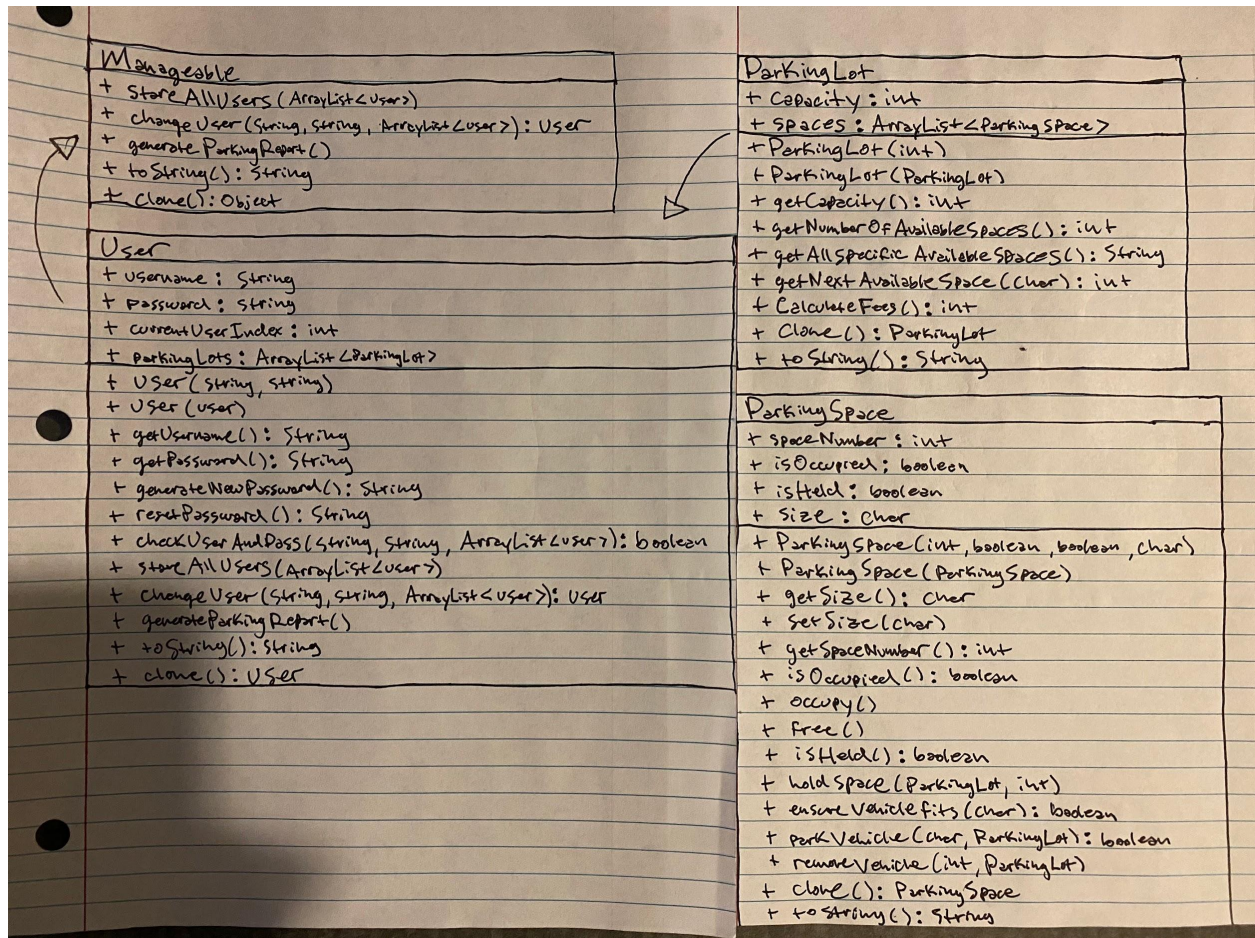 Manageable
+ storeAllUsers(ArrayList<User>)
+ changeUser(String, String, ArrayList<User>): User
+ generateParkingReport()
+ toString(): String
+ clone(): Object
User
+ username: String
+ password: String
+ currentUserIndex: int
+ parkingLots: ArrayList<ParkingLot>
+ User(String, String)
+ User(User)
+ getUsername(): String
+ getPassword(): String
+ generateNewPassword(): String
+ resetPassword(): String
+ checkUserAndPass(String, String, ArrayList<User>): boolean
+ storeAllUsers(ArrayList<User>)
+ changeUser(String, String, ArrayList<User>): User
+ generateParkingReport()
+ toString(): String
+ clone(): User
ParkingLot
+ capacity: int
+ spaces: ArrayList<ParkingSpace>
+ ParkingLot(int)
+ ParkingLot(ParkingLot)
+ getCapacity(): int
+ getNumberOfAvailableSpaces(): int
+ getAllSpecificAvailableSpaces(): String
+ getNextAvailableSpace(char): int
+ CalculateFees(): int
+ Clone(): ParkingLot
+ toString(): String
ParkingSpace
+ spaceNumber: int
+ isOccupied: boolean
+ isHeld: boolean
+ size: char
+ ParkingSpace(int, boolean, boolean, char)
+ ParkingSpace(ParkingSpace)
+ getSize(): char
+ setSize(char)
+ getSpaceNumber(): int
+ isOccupied(): boolean
+ occupy()
+ free()
+ isHeld(): boolean
+ holdSpace(ParkingLot, int)
+ ensureVehicleFits(char): boolean
+ parkVehicle(char, ParkingLot): boolean
+ removeVehicle(int, ParkingLot)
+ clone(): ParkingSpace
+ toString(): String